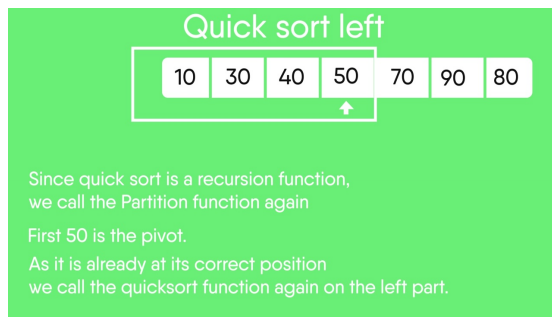 Quick sort left
10 30 40 50 70 90 80
Since quick sort is a recursion function,
we call the Partition function again
First 50 is the pivot.
As it is already at its correct position
we call the quicksort function again on the left part.